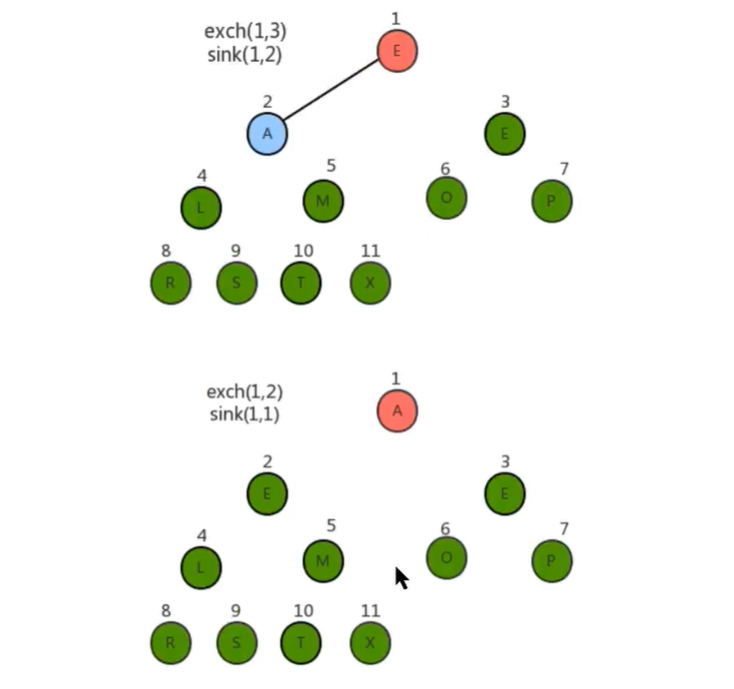 exch(1,3)
sink(1,2)
1
E
2
A
3
E
4
L
5
M
6
O
7
P
8 9 10 11
R S T X
exch(1,2)
sink(1,1)
1
A
2
E
3
E
4
L
5
M
6
O
7
P
8 9 10 11
R S T X